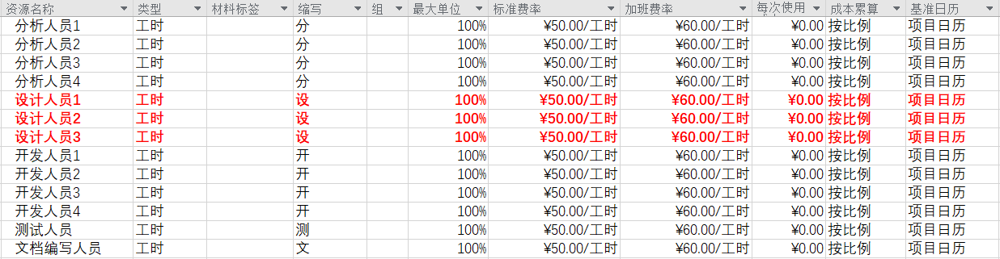 资源名称 类型 材料标签 缩写 组 最大单位 标准费率 加班费率 每次使用 成本累算 基准日历
分析人员1 工时 分 100% ¥50.00/工时 ¥60.00/工时 ¥0.00 按比例 项目日历
分析人员2 工时 分 100% ¥50.00/工时 ¥60.00/工时 ¥0.00 按比例 项目日历
分析人员3 工时 分 100% ¥50.00/工时 ¥60.00/工时 ¥0.00 按比例 项目日历
分析人员4 工时 分 100% ¥50.00/工时 ¥60.00/工时 ¥0.00 按比例 项目日历
设计人员1 工时 设 100% ¥50.00/工时 ¥60.00/工时 ¥0.00 按比例 项目日历
设计人员2 工时 设 100% ¥50.00/工时 ¥60.00/工时 ¥0.00 按比例 项目日历
设计人员3 工时 设 100% ¥50.00/工时 ¥60.00/工时 ¥0.00 按比例 项目日历
开发人员1 工时 开 100% ¥50.00/工时 ¥60.00/工时 ¥0.00 按比例 项目日历
开发人员2 工时 开 100% ¥50.00/工时 ¥60.00/工时 ¥0.00 按比例 项目日历
开发人员3 工时 开 100% ¥50.00/工时 ¥60.00/工时 ¥0.00 按比例 项目日历
开发人员4 工时 开 100% ¥50.00/工时 ¥60.00/工时 ¥0.00 按比例 项目日历
测试人员 工时 测 100% ¥50.00/工时 ¥60.00/工时 ¥0.00 按比例 项目日历
文档编写人员 工时 文 100% ¥50.00/工时 ¥60.00/工时 ¥0.00 按比例 项目日历